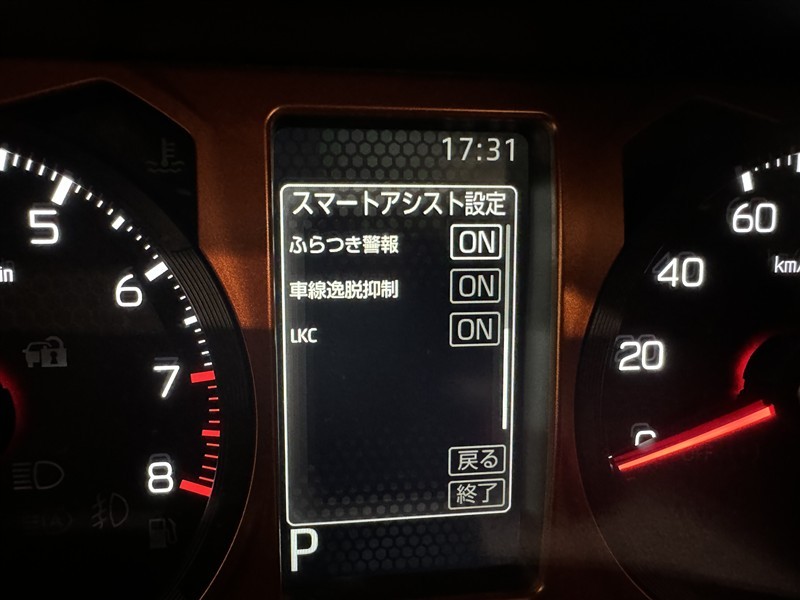 17:31
スマートアシスト設定
ふらつき警報 ON
車線逸脱抑制 ON
LKC ON
戻る
終了
P
5
6
7
8
60
40
20
0